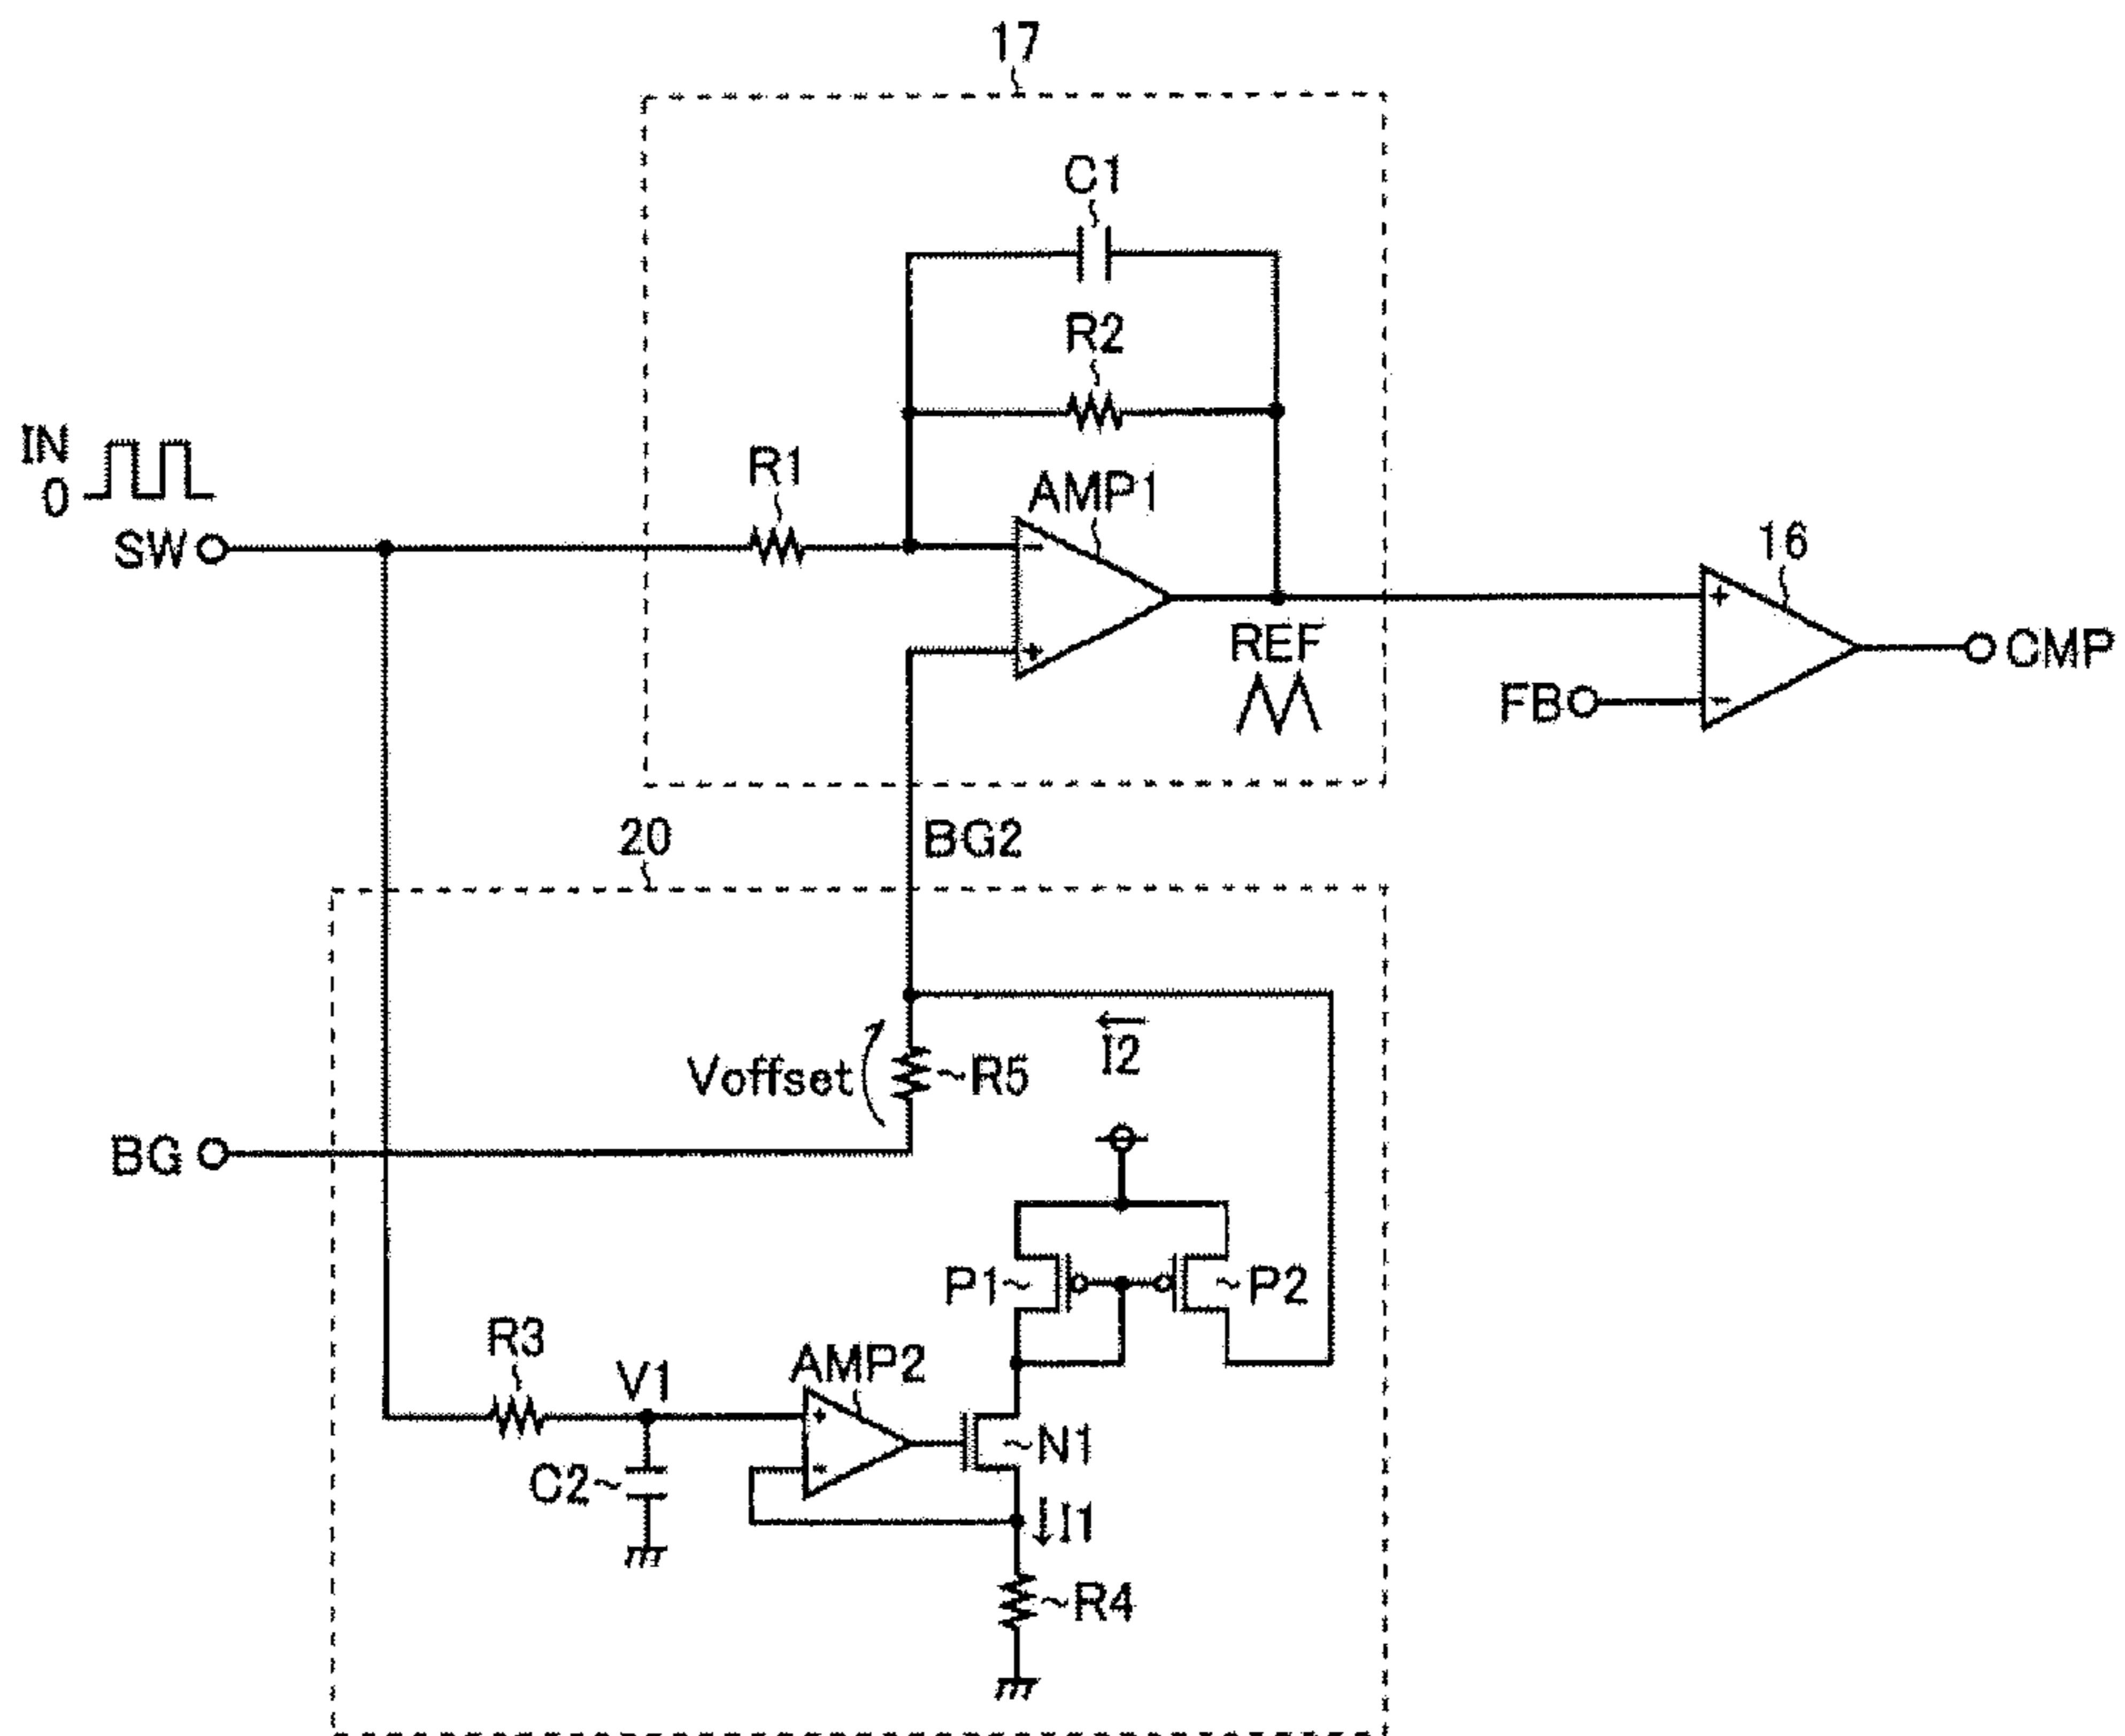 17
C1
R2
IN
0
R1
AMP1
SW
16
REF
CMP
FB
20
BG2
I2
Voffset
R5
BG
P1
P2
R3
V1
AMP2
N1
C2
I1
R4